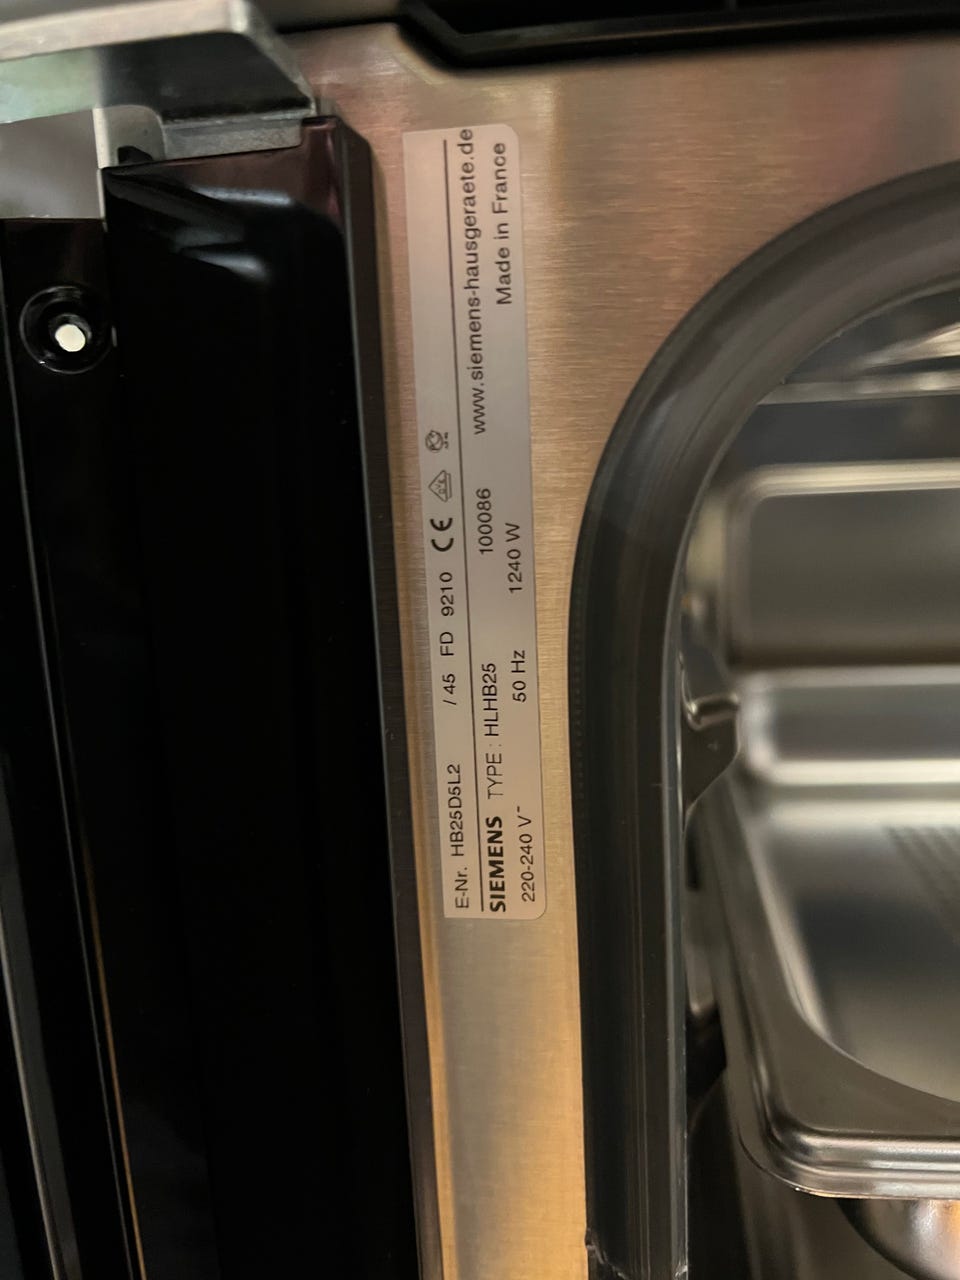 E-Nr. HB25D5L2 / 45 FD 9210 CE
SIEMENS TYPE : HLHB25 100086 www.siemens-hausgeraete.de
220-240 V~ 50 Hz 1240 W Made in France